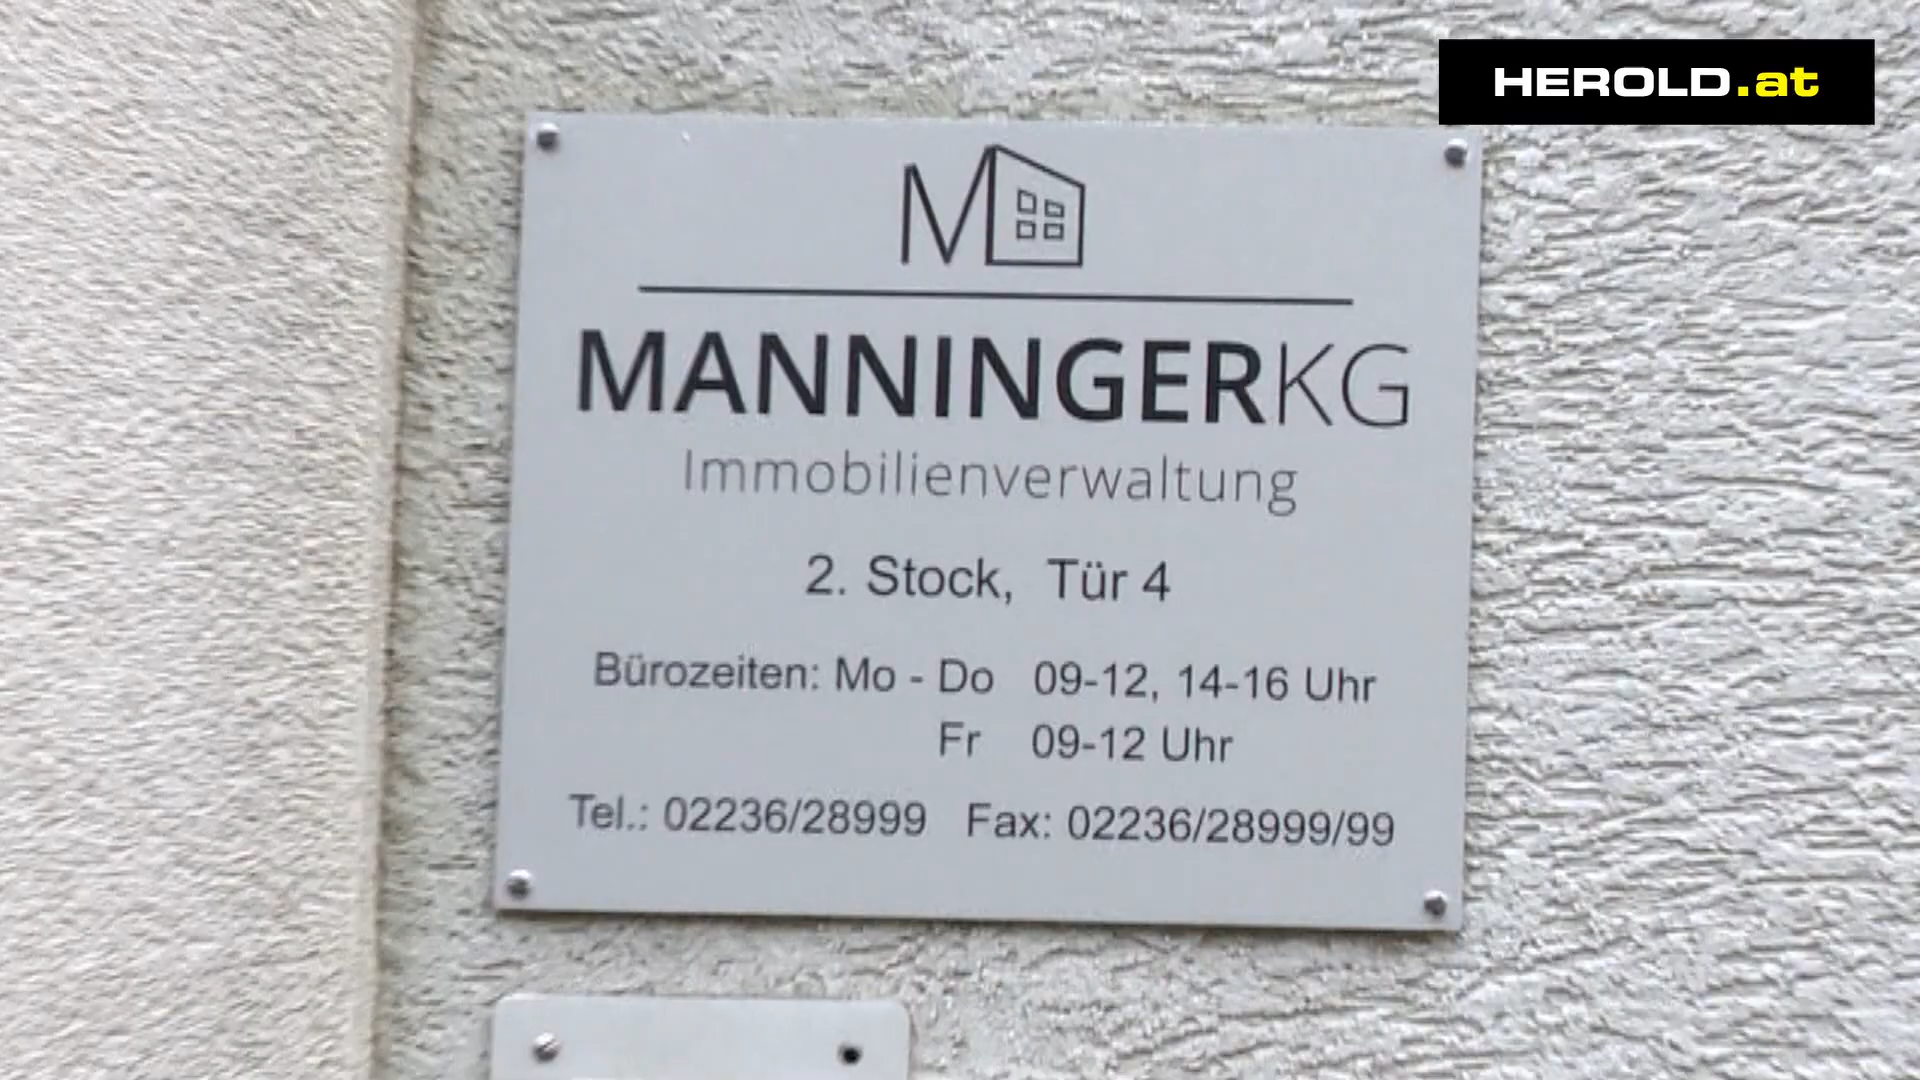 HEROLD.at
M
MANNINGERKG
Immobilienverwaltung
2. Stock, Tür 4
Bürozeiten: Mo - Do 09-12, 14-16 Uhr
Fr 09-12 Uhr
Tel.: 02236/28999 Fax: 02236/28999/99